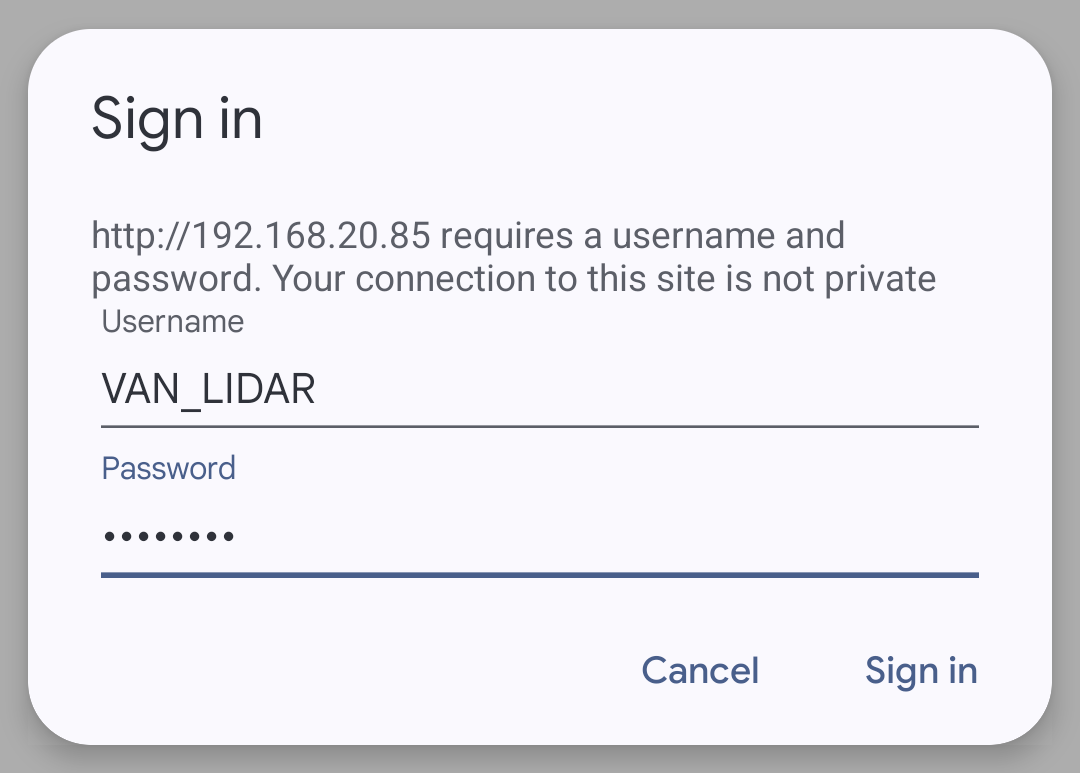 Sign in
http://192.168.20.85 requires a username and
password. Your connection to this site is not private
Username
VAN_LIDAR
Password
••••••••
Cancel
Sign in